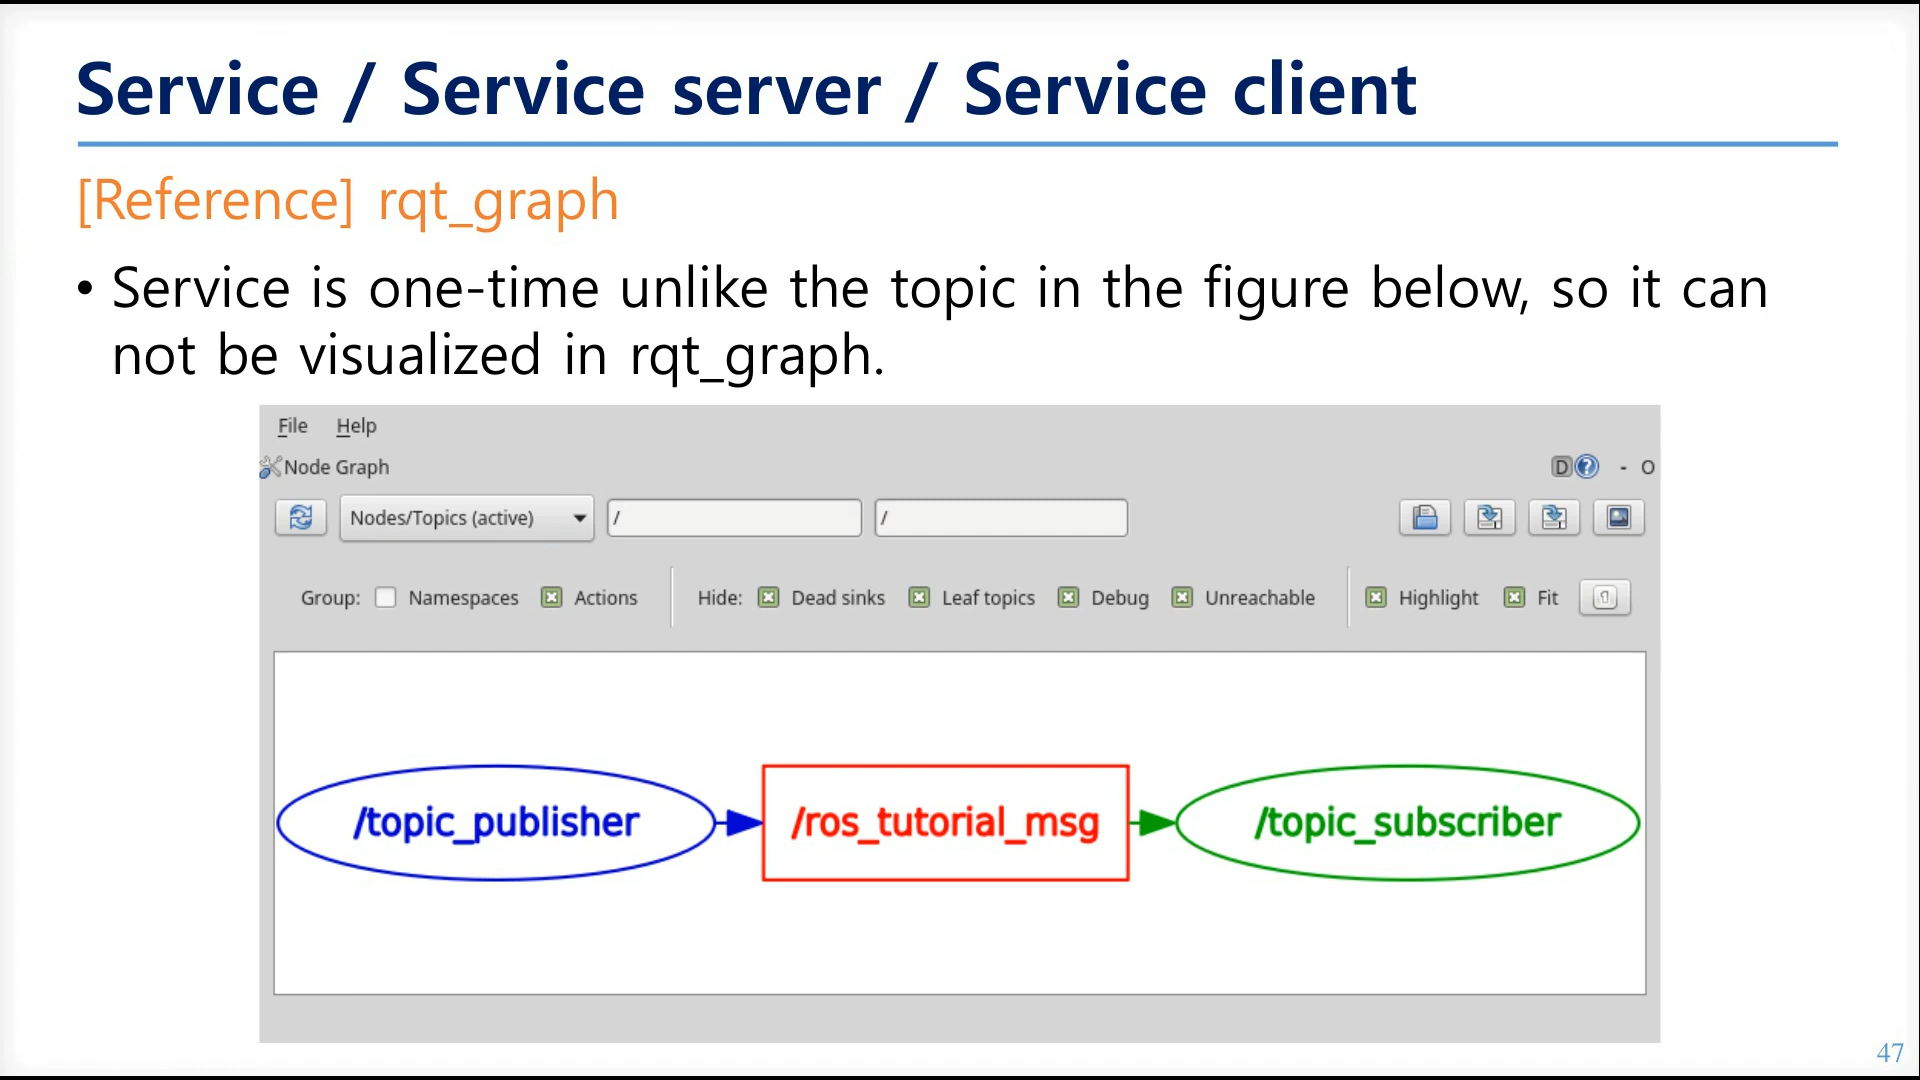 Service / Service server / Service client
[Reference] rqt_graph
• Service is one-time unlike the topic in the figure below, so it can
not be visualized in rqt_graph.
File Help
Node Graph D ? - O
Nodes/Topics (active) / /
Group: Namespaces Actions Hide: Dead sinks Leaf topics Debug Unreachable Highlight Fit
/topic_publisher /ros_tutorial_msg /topic_subscriber
47